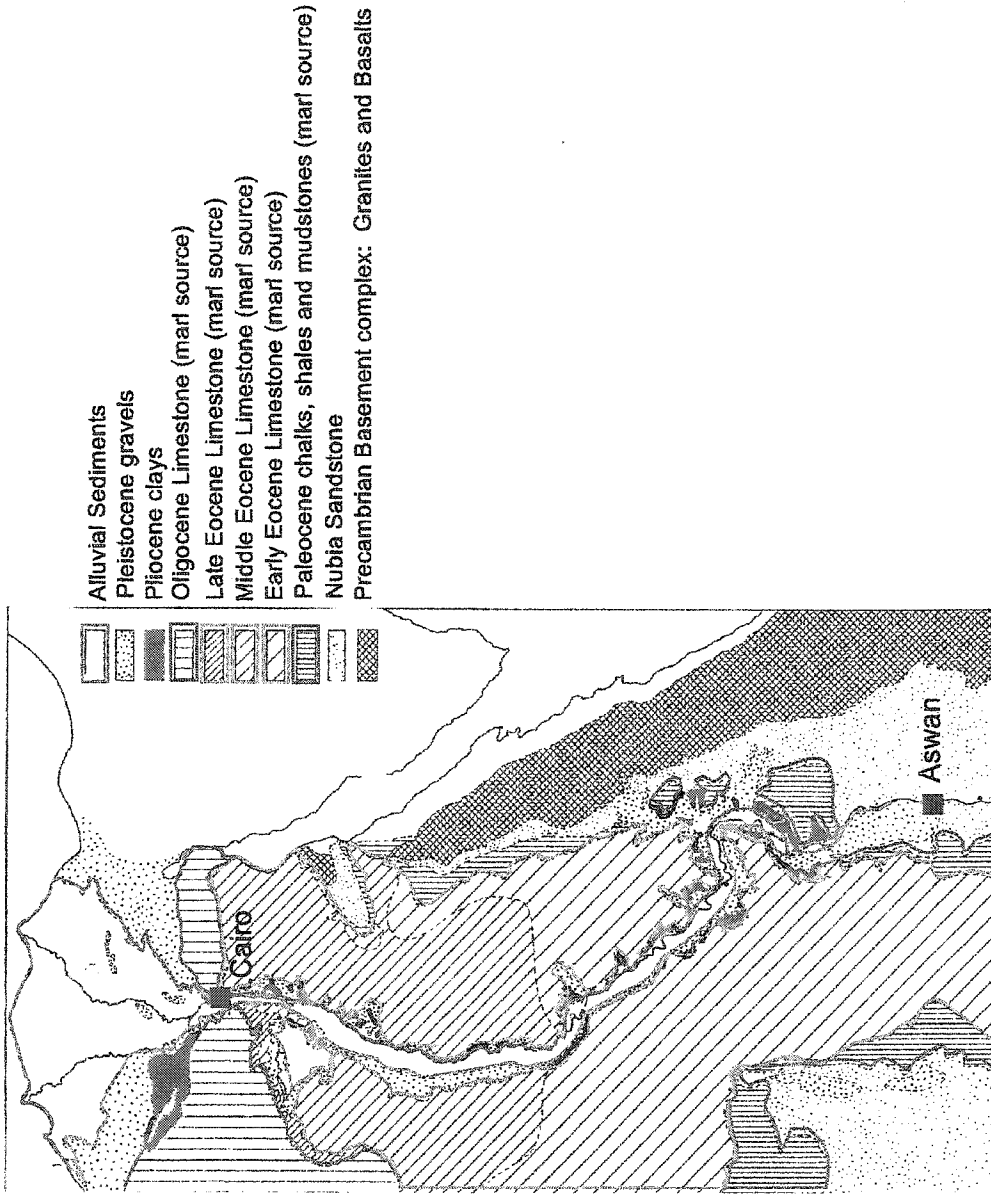 Alluvial Sediments
Pleistocene gravels
Pliocene clays
Oligocene Limestone (marl source)
Late Eocene Limestone (marl source)
Middle Eocene Limestone (marl source)
Early Eocene Limestone (marl source)
Paleocene chalks, shales and mudstones (marl source)
Nubia Sandstone
Precambrian Basement complex: Granites and Basalts
Cairo
Aswan